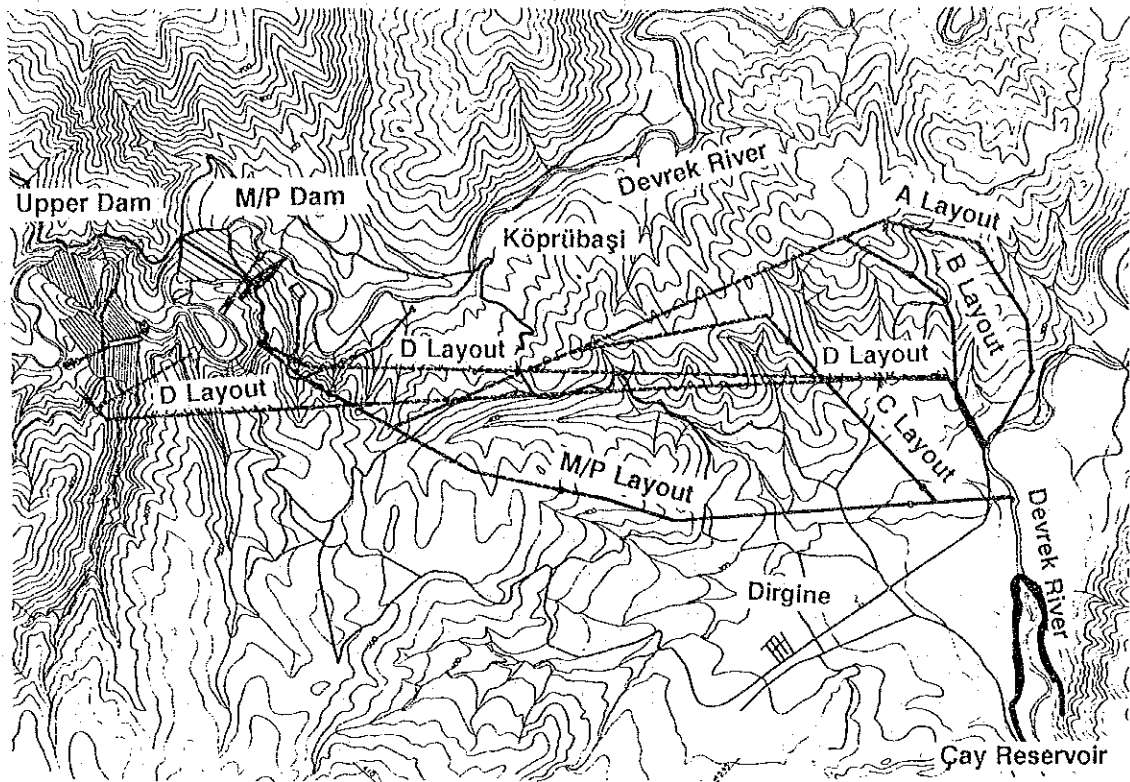 Devrek River
Upper Dam
M/P Dam
A Layout
Köprübaşi
B Layout
D Layout
D Layout
D Layout
C Layout
M/P Layout
Devrek River
Dirgine
Çay Reservoir